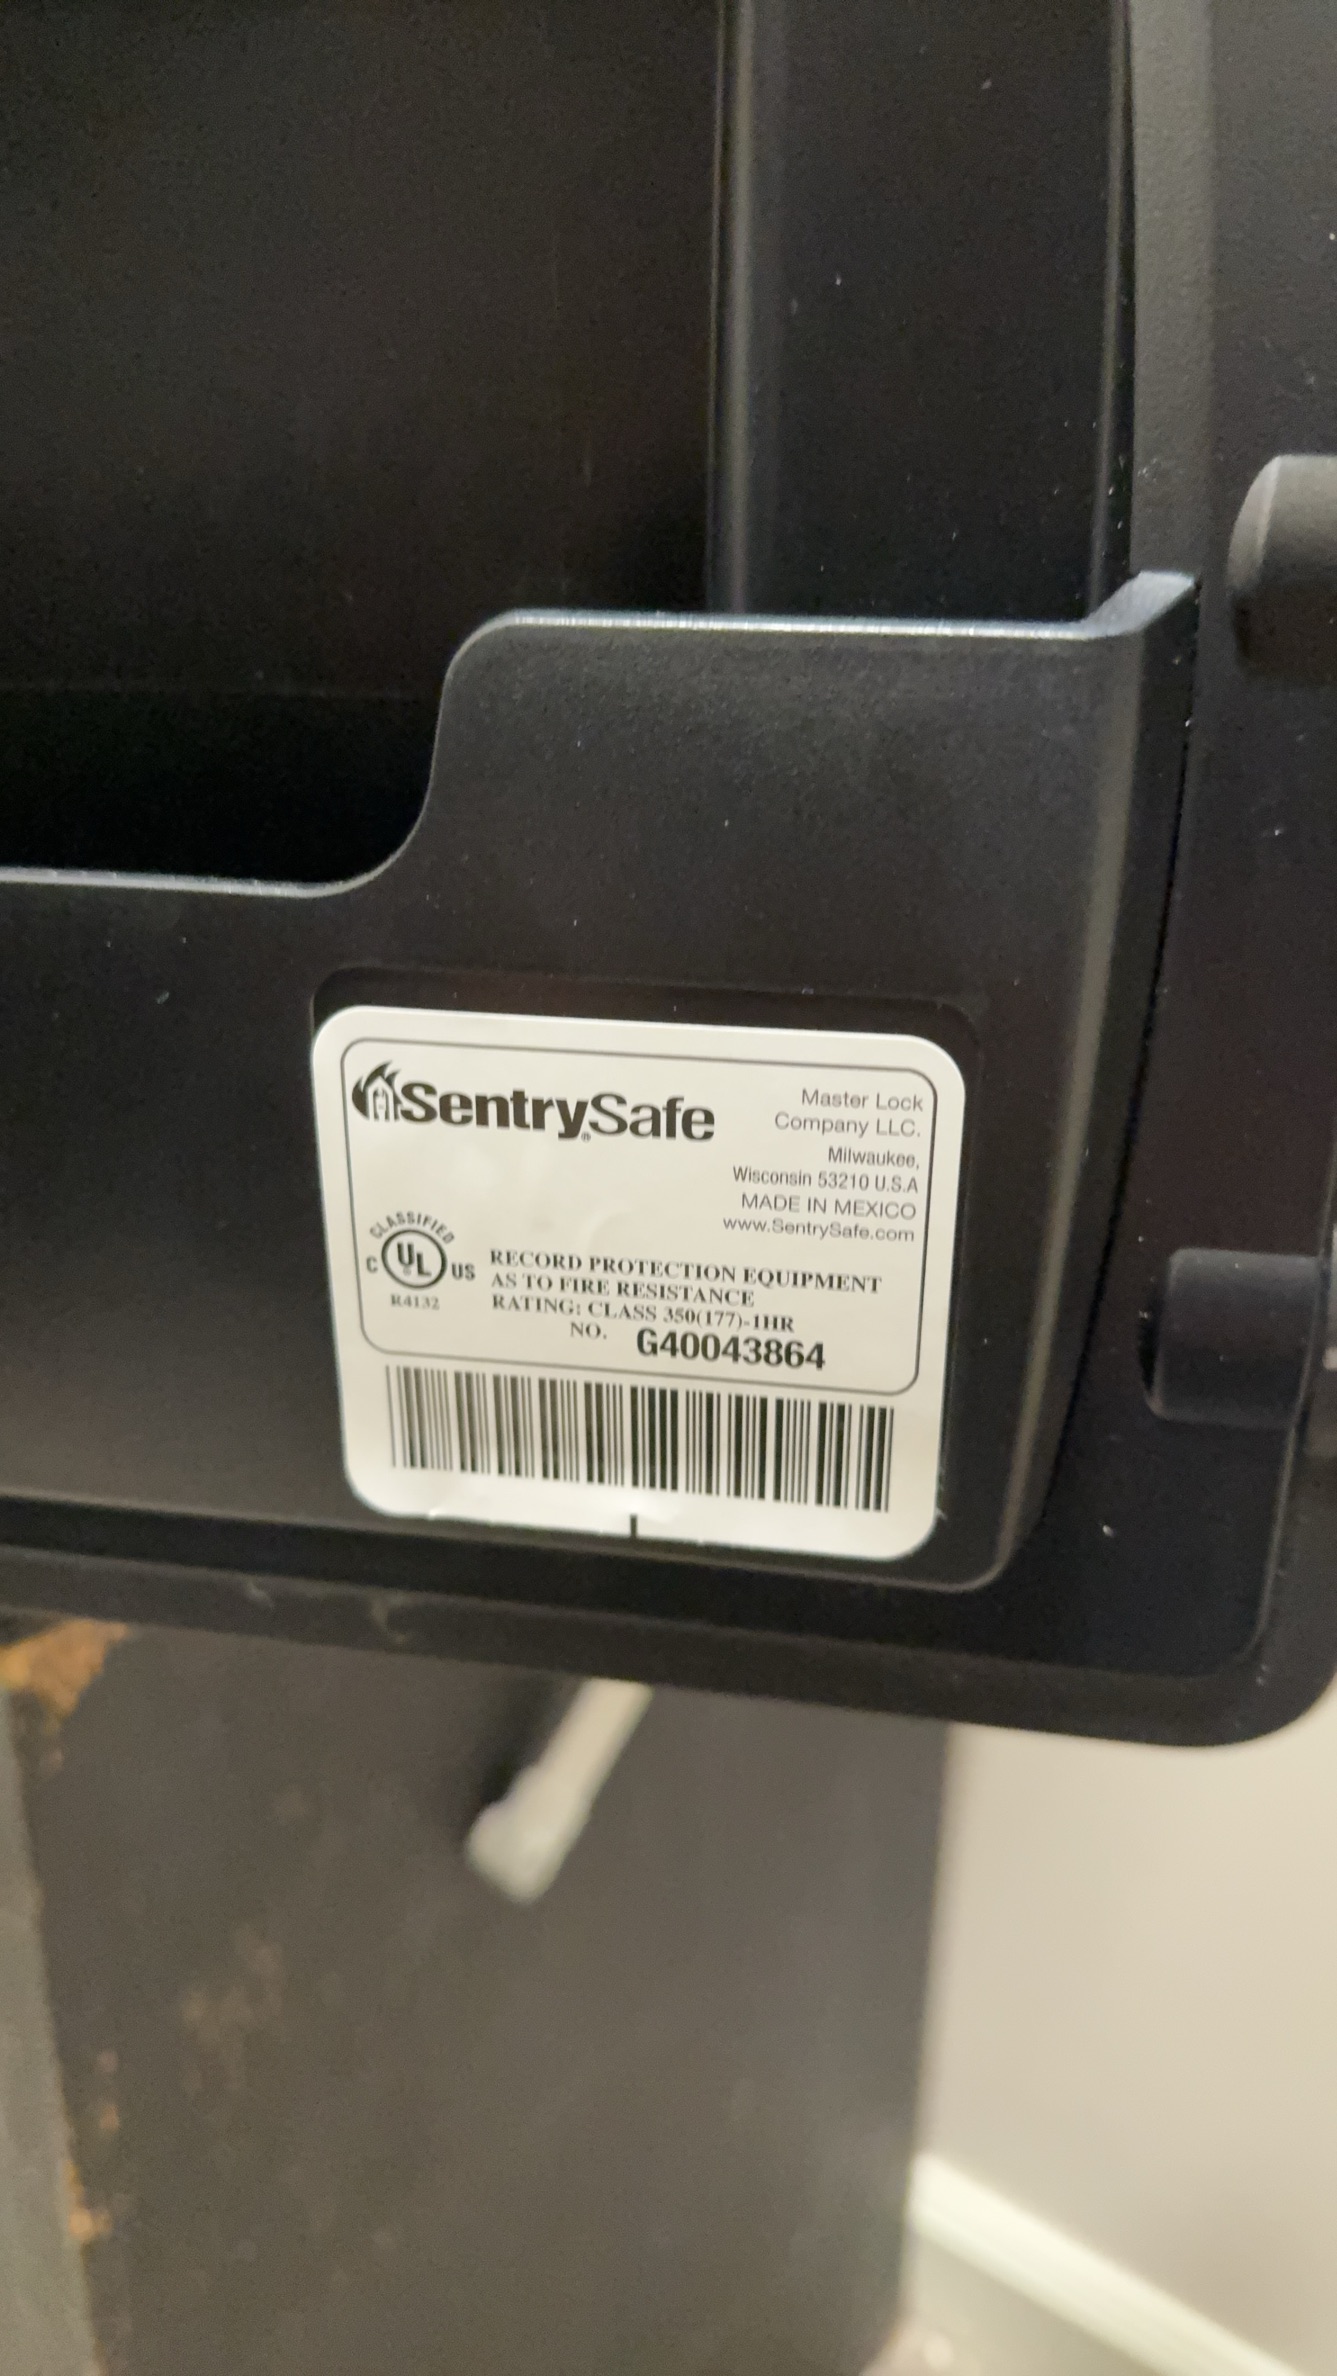 SentrySafe®
Master Lock
Company LLC.
Milwaukee,
Wisconsin 53210 U.S.A
MADE IN MEXICO
www.SentrySafe.com
CLASSIFIED
C UL® US
R4132
RECORD PROTECTION EQUIPMENT
AS TO FIRE RESISTANCE
RATING: CLASS 350(177)-1HR
NO. G40043864